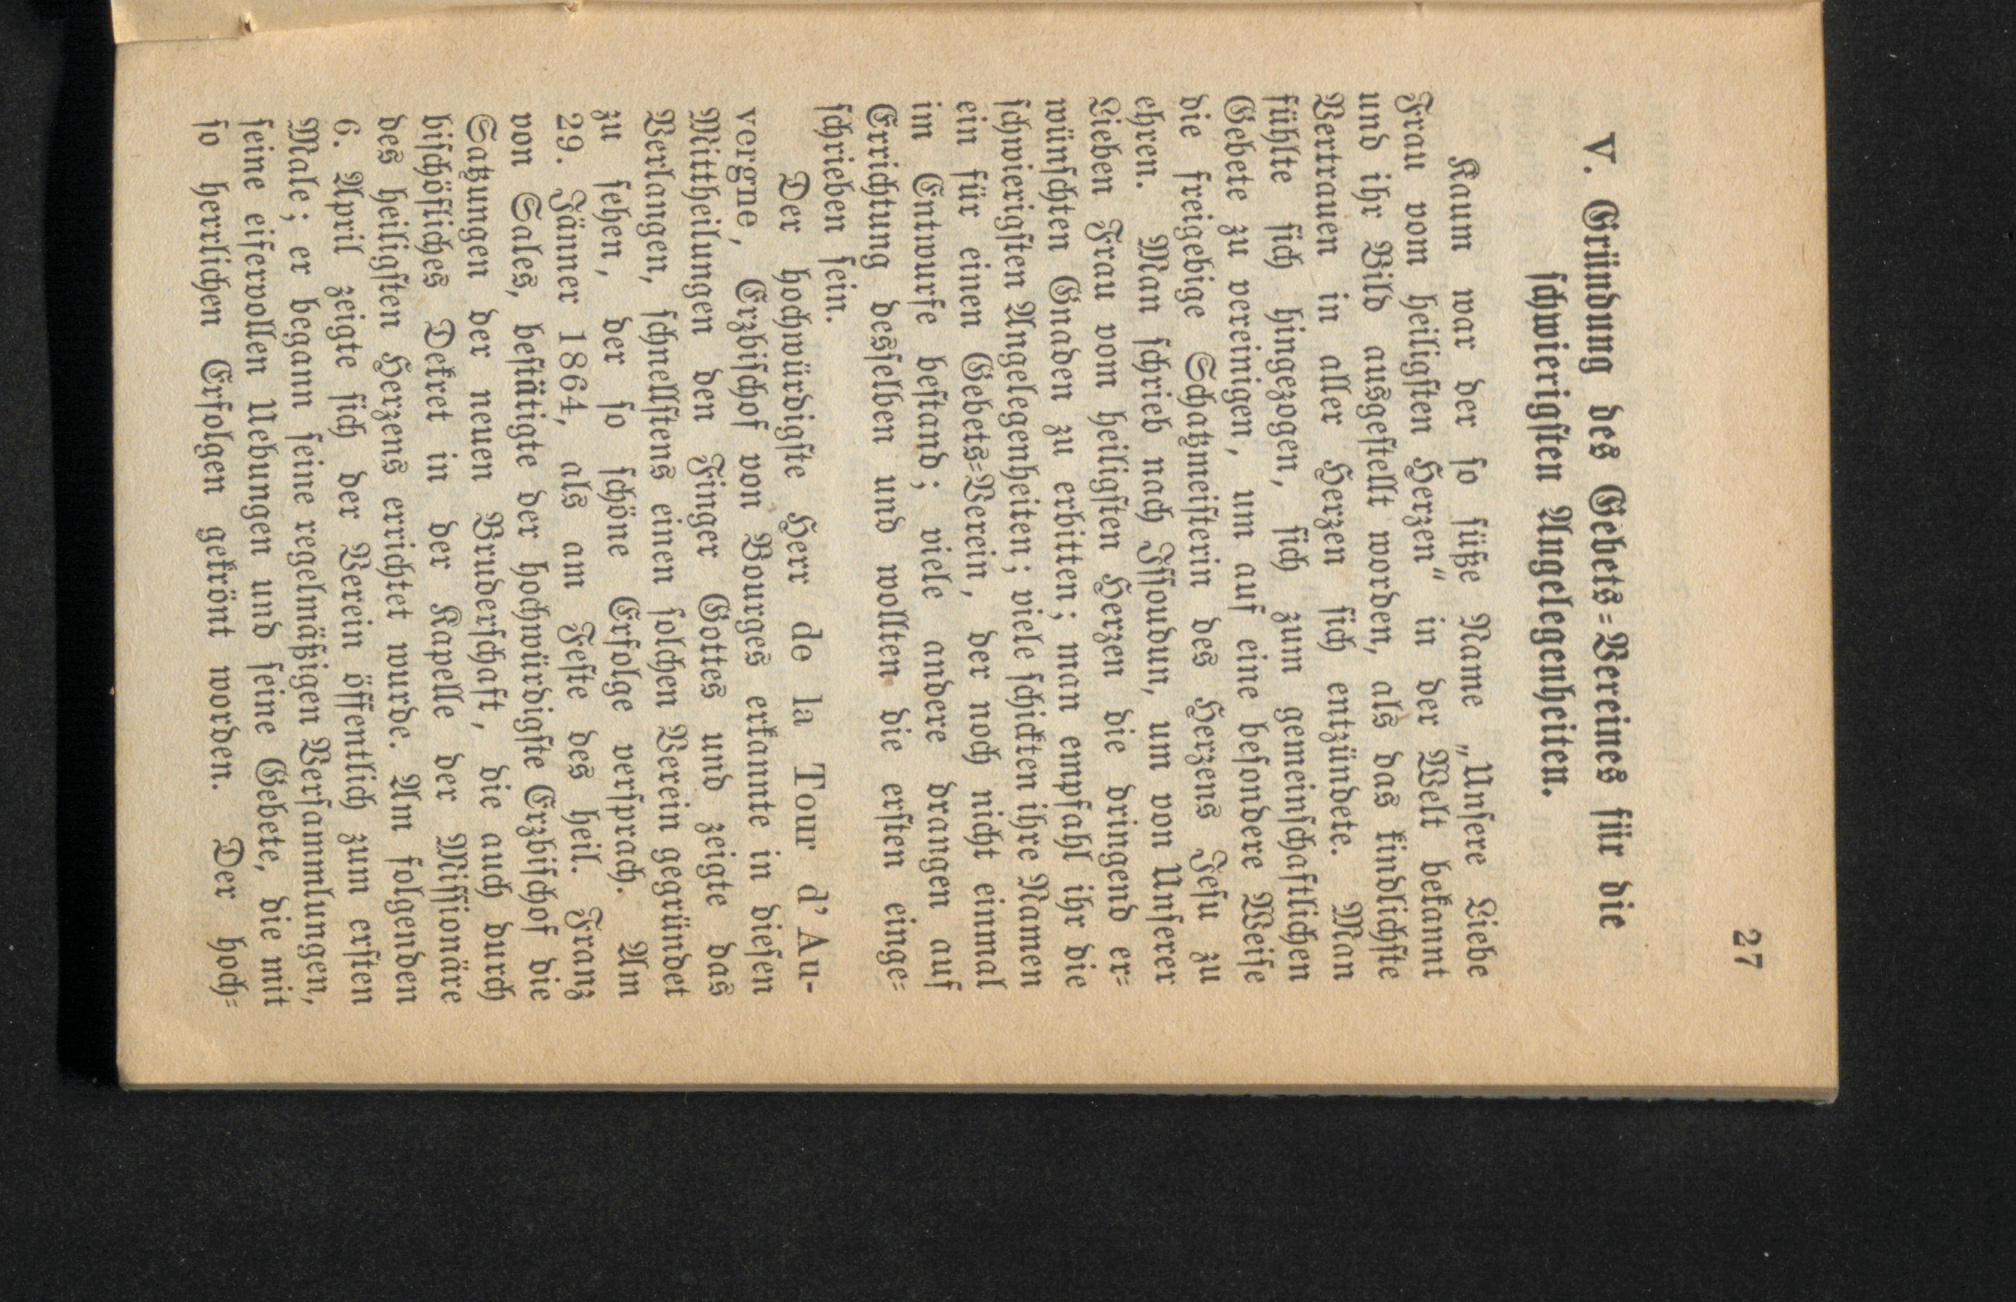 27
V. Gründung des Gebets-Vereines für die
schwierigsten Angelegenheiten.
Kaum war der so süße Name „Unsere Liebe
Frau vom heiligsten Herzen" in der Welt bekannt
und ihr Bild ausgestellt worden, als das kindlichste
Vertrauen in aller Herzen sich entzündete. Man
fühlte sich hingezogen, sich zum gemeinschaftlichen
Gebete zu vereinigen, um auf eine besondere Weise
die freigebige Schatzmeisterin des Herzens Jesu zu
ehren. Man schrieb nach Issoudun, um von Unserer
Lieben Frau vom heiligsten Herzen die dringend er-
wünschten Gnaden zu erbitten; man empfahl ihr die
schwierigsten Angelegenheiten; viele schickten ihre Namen
ein für einen Gebets-Verein, der noch nicht einmal
im Entwurfe bestand; viele andere drangen auf
Errichtung desselben und wollten die ersten einge-
schrieben sein.
Der hochwürdigste Herr de la Tour d'Au-
vergne, Erzbischof von Bourges erkannte in diesen
Mittheilungen den Finger Gottes und zeigte das
Verlangen, schnellstens einen solchen Verein gegründet
zu sehen, der so schöne Erfolge versprach. Am
29. Jänner 1864, als am Feste des heil. Franz
von Sales, bestätigte der hochwürdigste Erzbischof die
Satzungen der neuen Bruderschaft, die auch durch
bischöfliches Dekret in der Kapelle der Missionäre
des heiligsten Herzens errichtet wurde. Am folgenden
6. April zeigte sich der Verein öffentlich zum ersten
Male; er begann seine regelmäßigen Versammlungen,
seine eifervollen Uebungen und seine Gebete, die mit
so herrlichen Erfolgen gekrönt worden. Der hoch-